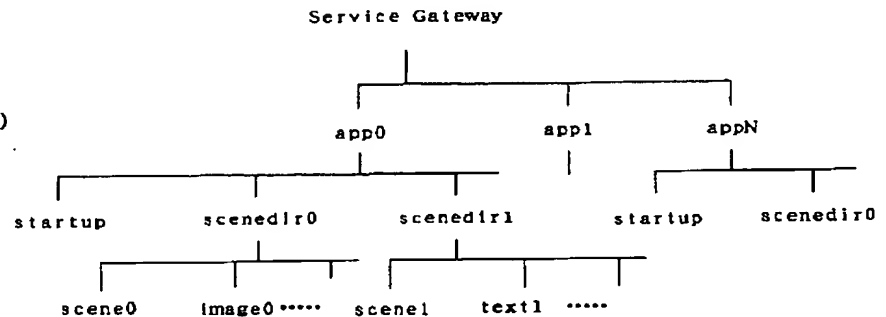 Service Gateway
)
app0 app1 appN
startup scenedir0 scenedir1 startup scenedir0
scene0 image0 ····· scene1 text1 ·····